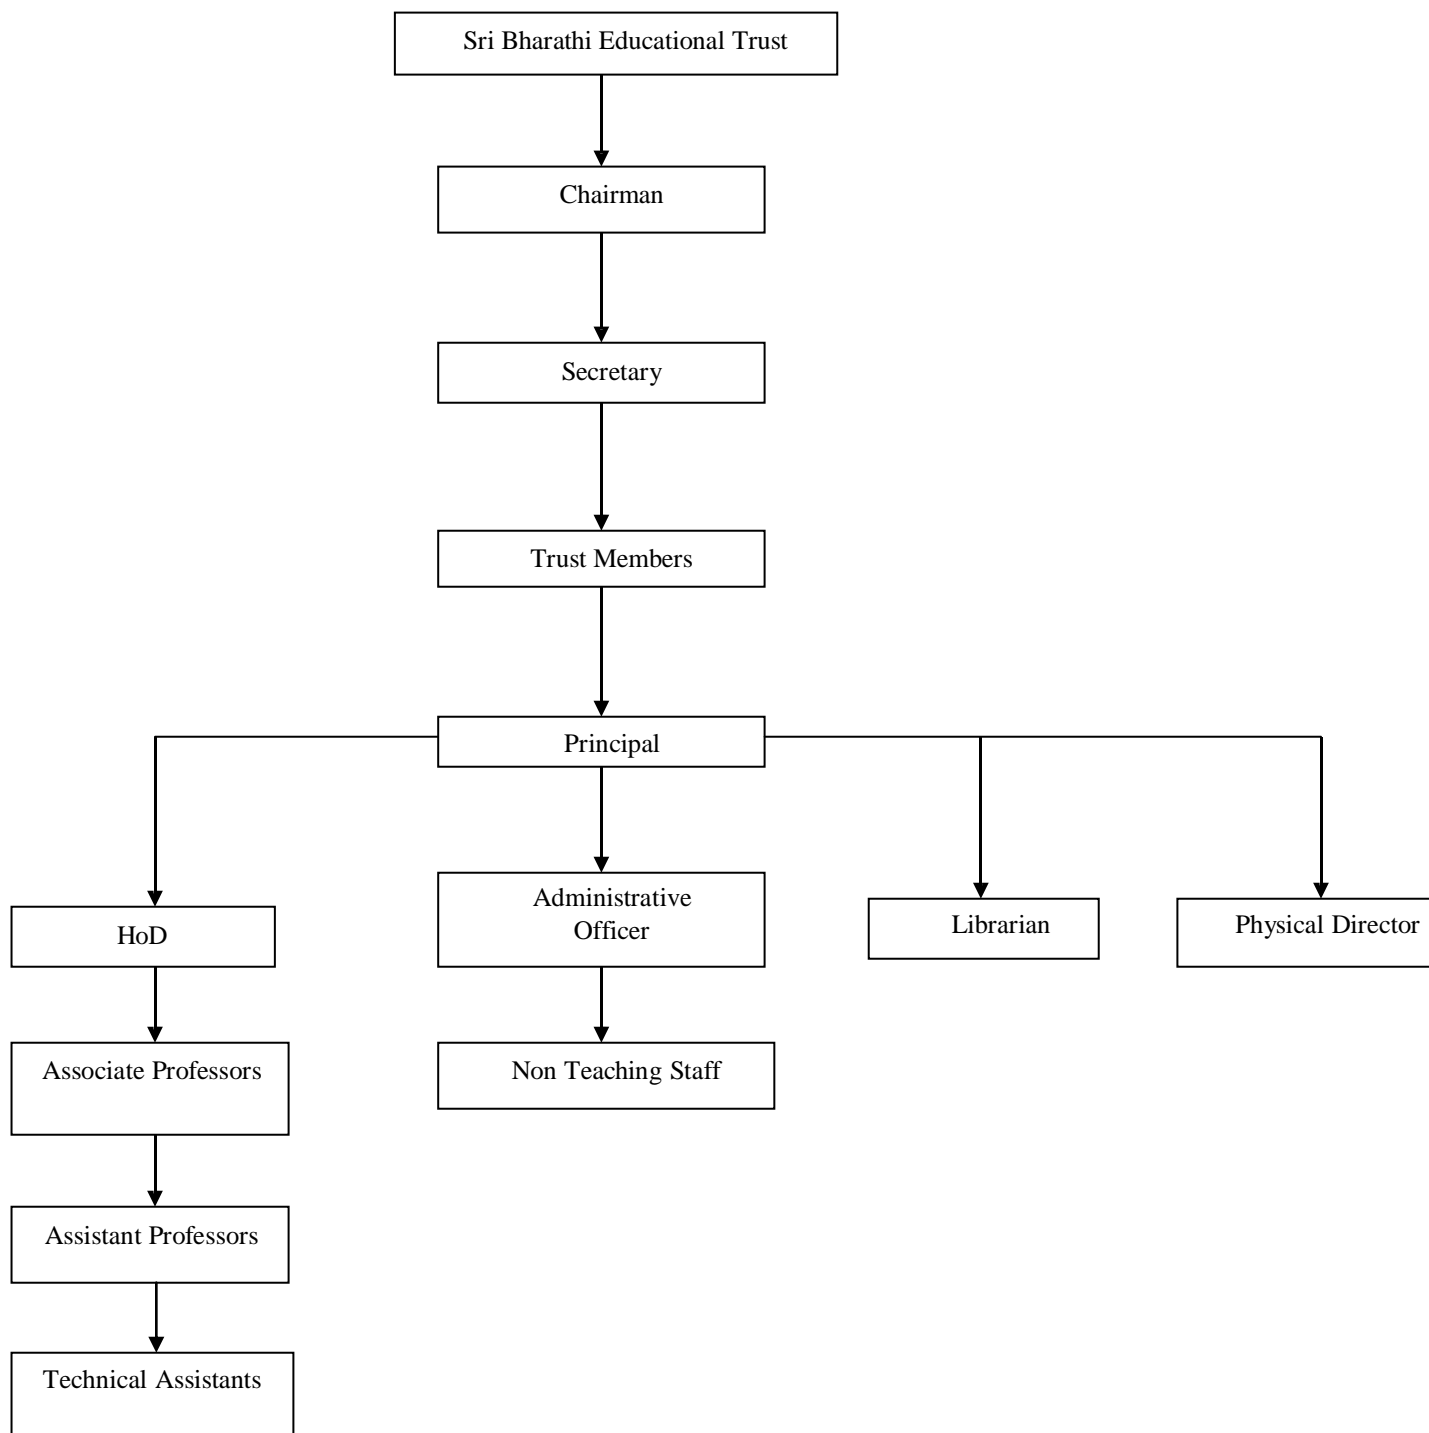 Sri Bharathi Educational Trust
Chairman
Secretary
Trust Members
Principal
HoD
Administrative
Officer
Librarian
Physical Director
Associate Professors
Non Teaching Staff
Assistant Professors
Technical Assistants